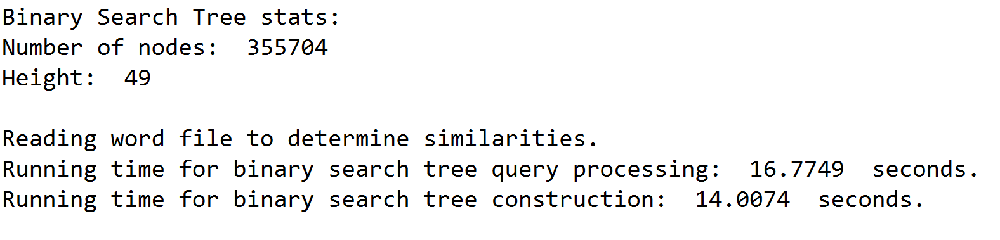 Binary Search Tree stats:
Number of nodes:  355704
Height:  49
Reading word file to determine similarities.
Running time for binary search tree query processing:  16.7749  seconds.
Running time for binary search tree construction:  14.0074  seconds.